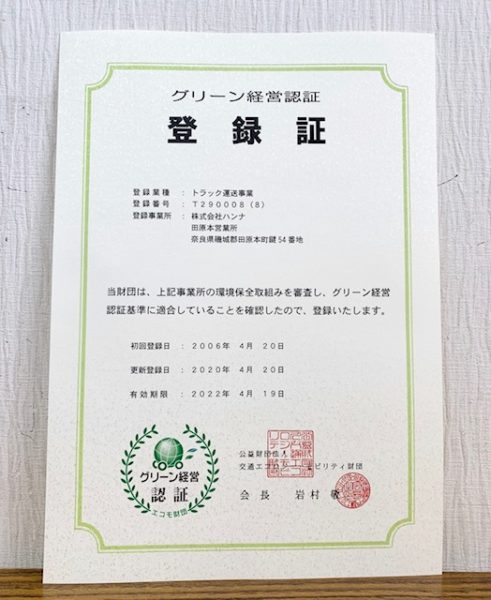 グリーン経営認証
登録証
登録業種 : トラック運送事業
登録番号 : T290008(8)
登録事業所 : 株式会社ハンナ
田原本営業所
奈良県磯城郡田原本町鍵54番地
当財団は、上記事業所の環境保全取組みを審査し、グリーン経営
認証基準に適合していることを確認したので、登録いたします。
初回登録日 : 2006年 4月 20日
更新登録日 : 2020年 4月 20日
有効期限 : 2022年 4月 19日
グリーン経営
認証
エコモ財団
公益財団法人
交通エコロ モビリティ財団
会長 岩村敬